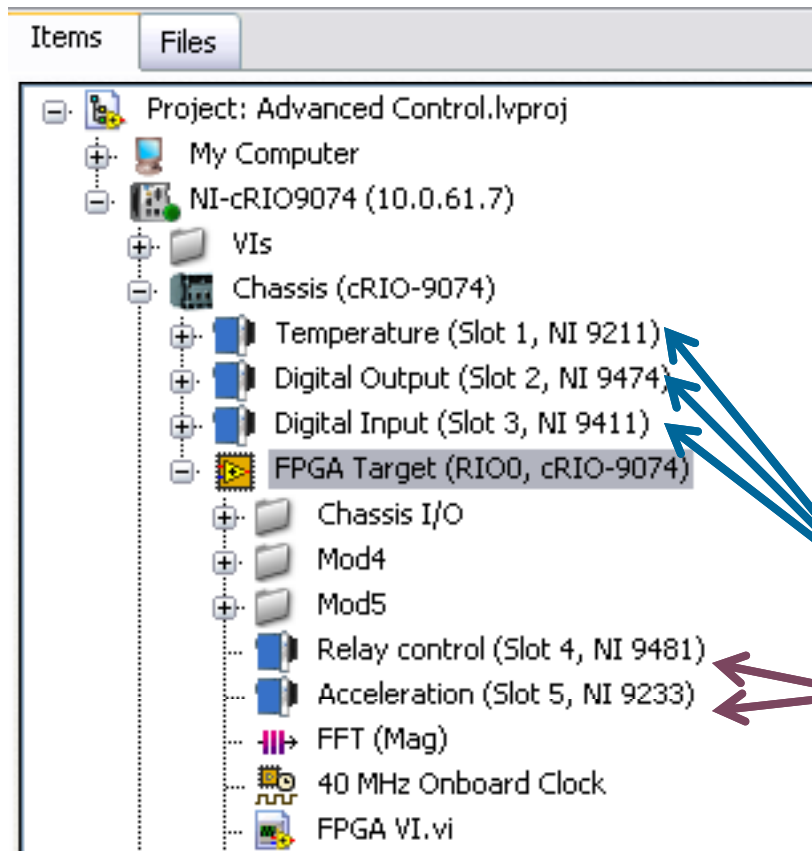 Items
Files
Project: Advanced Control.lvproj
My Computer
NI-cRIO9074 (10.0.61.7)
VIs
Chassis (cRIO-9074)
Temperature (Slot 1, NI 9211)
Digital Output (Slot 2, NI 9474)
Digital Input (Slot 3, NI 9411)
FPGA Target (RIO0, cRIO-9074)
Chassis I/O
Mod4
Mod5
Relay control (Slot 4, NI 9481)
Acceleration (Slot 5, NI 9233)
FFT (Mag)
40 MHz Onboard Clock
FPGA VI.vi